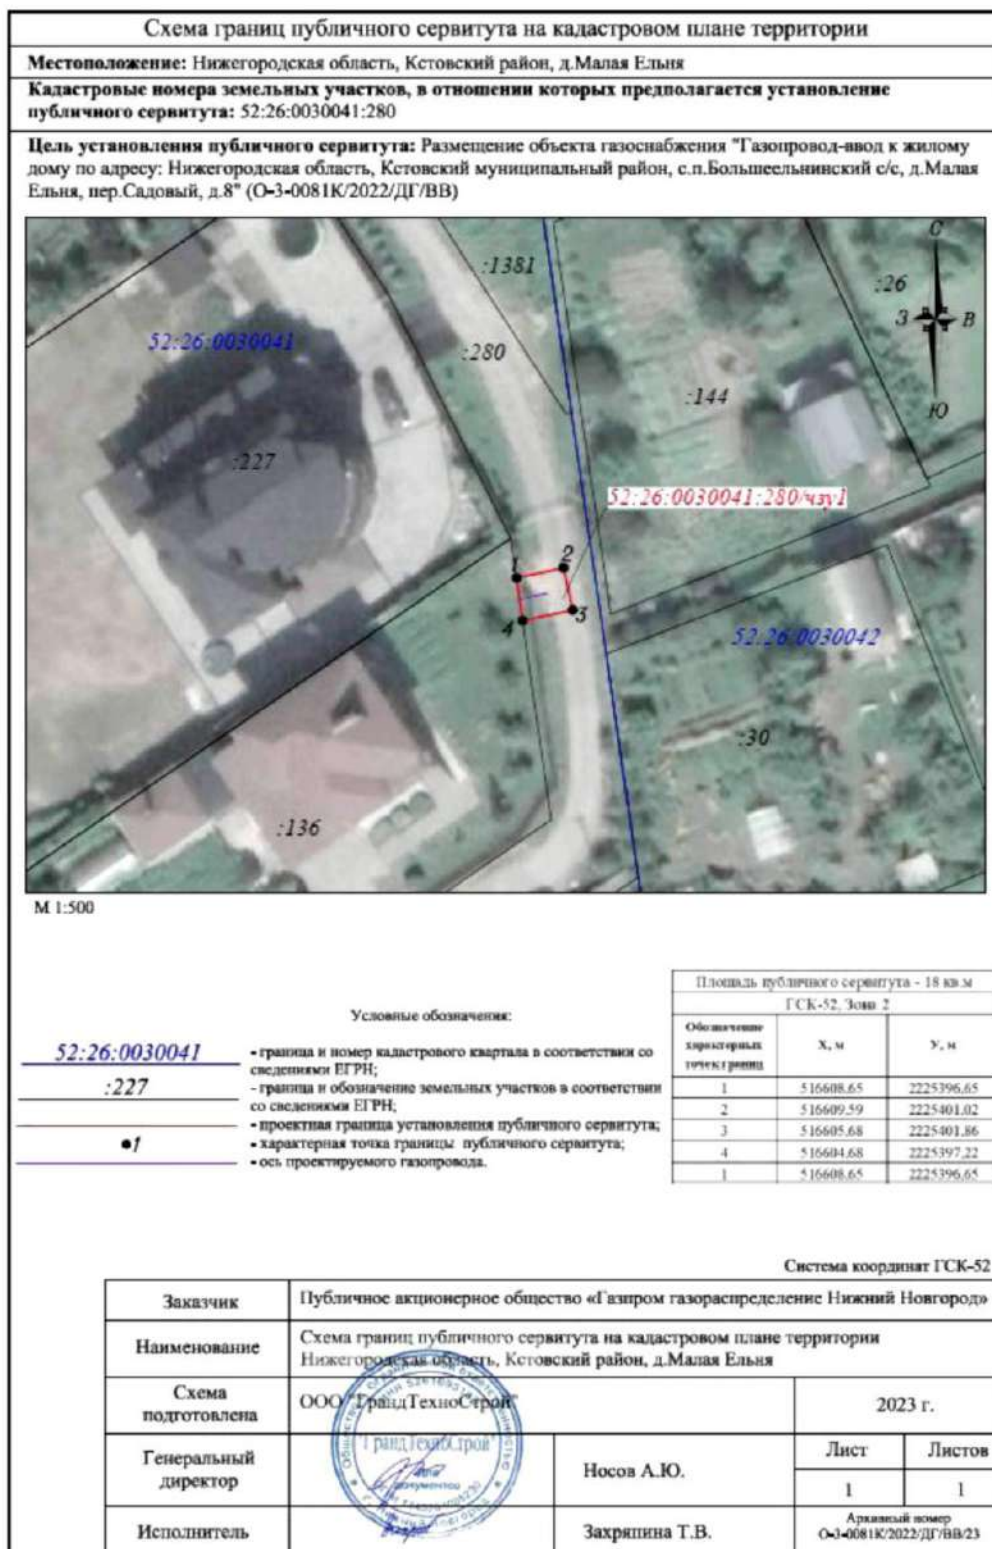 Схема границ публичного сервитута на кадастровом плане территории
Местоположение: Нижегородская область, Кстовский район, д.Малая Ельня
Кадастровые номера земельных участков, в отношении которых предполагается установление
публичного сервитута: 52:26:0030041:280
Цель установления публичного сервитута: Размещение объекта газоснабжения "Газопровод-ввод к жилому
дому по адресу: Нижегородская область, Кстовский муниципальный район, с.п.Большеельнинский с/с, д.Малая
Ельня, пер.Садовый, д.8" (О-3-0081К/2022/ДГ/ВВ)
С
:1381
:26
З
В
52:26:0030041
:280
:144
Ю
:227
52:26:0030041:280/чзу1
1
2
3
4
52:26:0030042
:30
:136
М 1:500
Площадь публичного сервитута - 18 кв.м
ГСК-52, Зона 2
Обозначение
характерных
точек границ
X, м
У, м
1
516608.65
2225396.65
2
516609.59
2225401.02
3
516605.68
2225401.86
4
516604.68
2225397.22
1
516608.65
2225396.65
Условные обозначения:
52:26:0030041
- граница и номер кадастрового квартала в соответствии со
сведениями ЕГРН;
:227
- граница и обозначение земельных участков в соответствии
со сведениями ЕГРН;
- проектная граница установления публичного сервитута;
●1
- характерная точка границы публичного сервитута;
- ось проектируемого газопровода.
Система координат ГСК-52
Заказчик
Публичное акционерное общество «Газпром газораспределение Нижний Новгород»
Наименование
Схема границ публичного сервитута на кадастровом плане территории
Нижегородская область, Кстовский район, д.Малая Ельня
Схема
подготовлена
ООО "ГрандТехноСтрой"
2023 г.
Генеральный
директор
"ГрандТехноСтрой"
для
документов
Носов А.Ю.
Лист
Листов
1
1
Исполнитель
Захряпина Т.В.
Архивный номер
О-3-0081К/2022/ДГ/ВВ/23